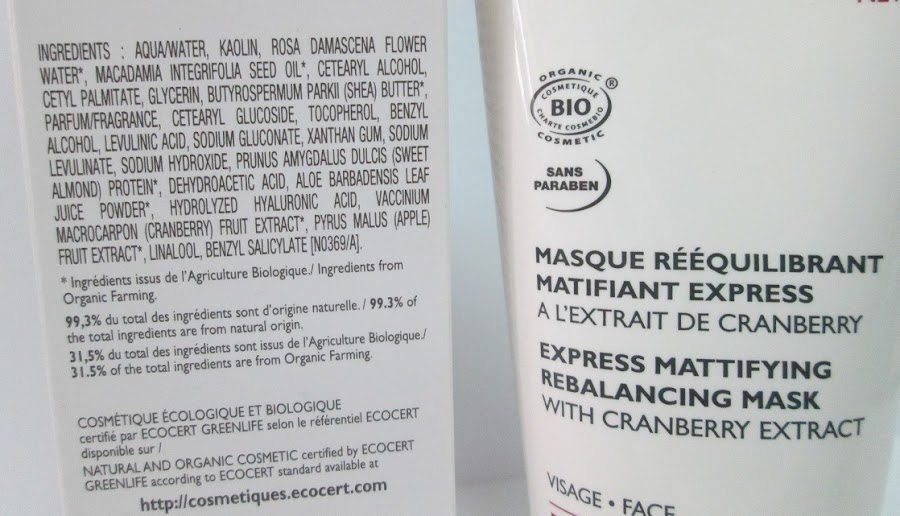 INGREDIENTS : AQUA/WATER, KAOLIN, ROSA DAMASCENA FLOWER
WATER*, MACADAMIA INTEGRIFOLIA SEED OIL*, CETEARYL ALCOHOL,
CETYL PALMITATE, GLYCERIN, BUTYROSPERMUM PARKII (SHEA) BUTTER*,
PARFUM/FRAGRANCE, CETEARYL GLUCOSIDE, TOCOPHEROL, BENZYL
ALCOHOL, LEVULINIC ACID, SODIUM GLUCONATE, XANTHAN GUM, SODIUM
LEVULINATE, SODIUM HYDROXIDE, PRUNUS AMYGDALUS DULCIS (SWEET
ALMOND) PROTEIN*, DEHYDROACETIC ACID, ALOE BARBADENSIS LEAF
JUICE POWDER*, HYDROLYZED HYALURONIC ACID, VACCINIUM
MACROCARPON (CRANBERRY) FRUIT EXTRACT*, PYRUS MALUS (APPLE)
FRUIT EXTRACT*, LINALOOL, BENZYL SALICYLATE [N0369/A].
* Ingrédients issus de l'Agriculture Biologique./ Ingredients from
Organic Farming.
99,3% du total des ingrédients sont d'origine naturelle. / 99.3% of
the total ingredients are from natural origin.
31,5% du total des ingrédients sont issus de l'Agriculture Biologique./
31.5% of the total ingredients are from Organic Farming.
COSMÉTIQUE ÉCOLOGIQUE ET BIOLOGIQUE
certifié par ECOCERT GREENLIFE selon le référentiel ECOCERT
disponible sur /
NATURAL AND ORGANIC COSMETIC certified by ECOCERT
GREENLIFE according to ECOCERT standard available at
http://cosmetiques.ecocert.com
ORGANIC ®
COSMETIQUE
BIO
CHARTE COSMEBIO
COSMETIC
SANS
PARABEN
MASQUE RÉÉQUILIBRANT
MATIFIANT EXPRESS
A L'EXTRAIT DE CRANBERRY
EXPRESS MATTIFYING
REBALANCING MASK
WITH CRANBERRY EXTRACT
VISAGE • FACE